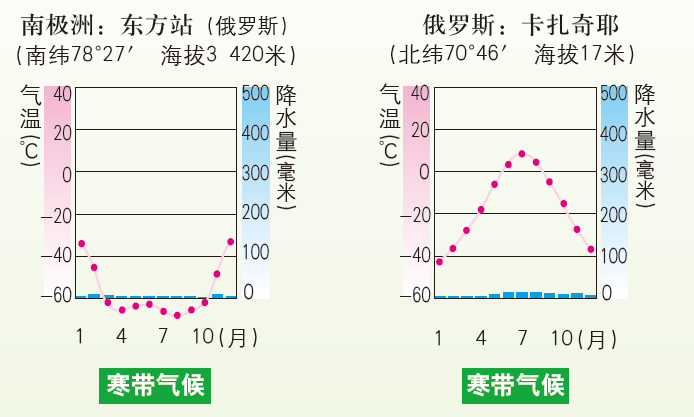 南极洲：东方站（俄罗斯）
(南纬78°27′ 海拔3 420米)
气温(℃)
40
20
0
−20
−40
−60
降水量(毫米)
500
400
300
200
100
0
1 4 7 10(月)
寒带气候
俄罗斯：卡扎奇耶
(北纬70°46′ 海拔17米)
气温(℃)
40
20
0
−20
−40
−60
降水量(毫米)
500
400
300
200
100
0
1 4 7 10(月)
寒带气候